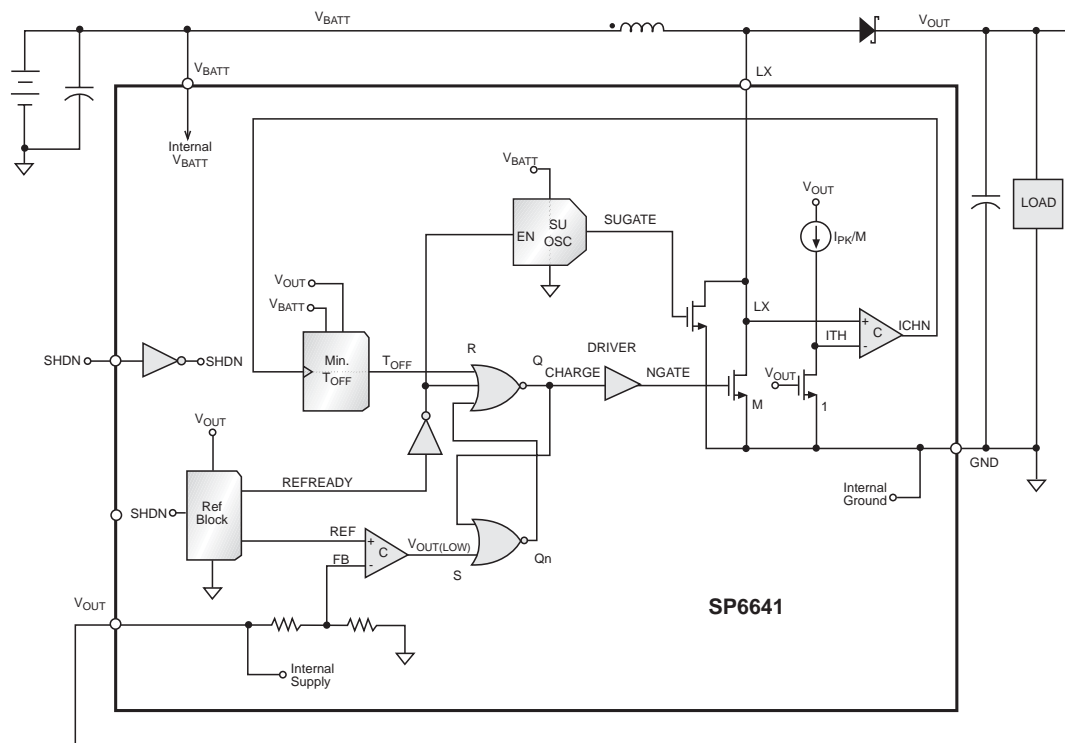 VBATT
VOUT
VBATT
LX
Internal
VBATT
VBATT
SU
OSC
EN
SUGATE
VOUT
IPK/M
LOAD
VOUT
VBATT
LX
ITH
C
+
-
ICHN
SHDN
SHDN
Min.
TOFF
TOFF
R
Q
CHARGE
DRIVER
NGATE
VOUT
M
1
VOUT
REFREADY
GND
Internal
Ground
SHDN
Ref
Block
REF
FB
+
-
C
VOUT(LOW)
S
Qn
SP6641
VOUT
Internal
Supply